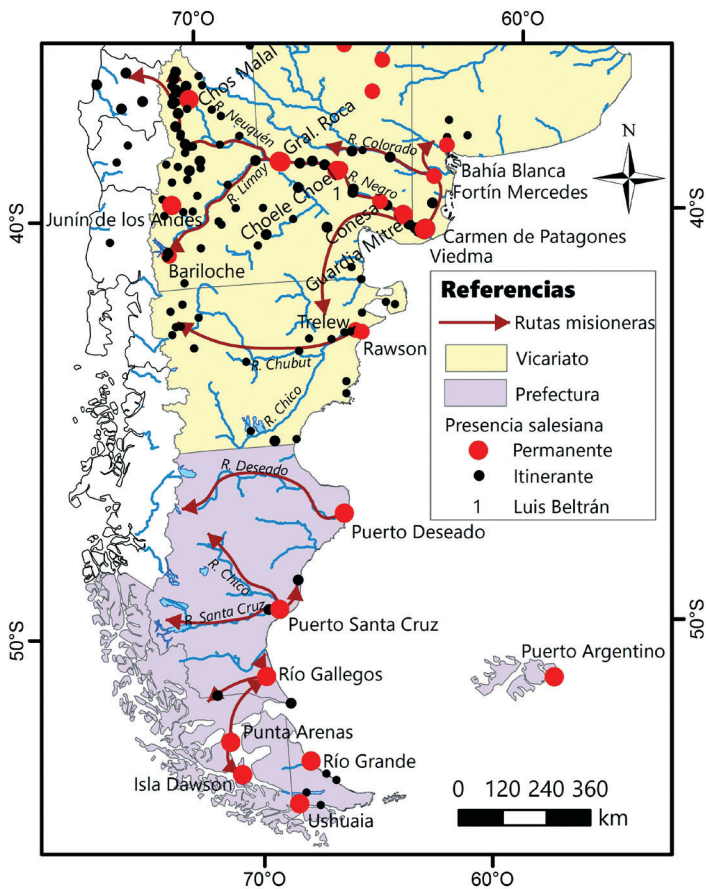 70°O
60°O
Chos Malal
R. Neuquén
Gral. Roca
R. Colorado
N
R. Limay
Choele Choel
1
R. Negro
Bahía Blanca
Fortín Mercedes
40°S
40°S
Junín de los Andes
Conesa
Guardia Mitre
Carmen de Patagones
Viedma
Bariloche
Referencias
Rutas misioneras
Trelew
Rawson
Vicariato
R. Chubut
Prefectura
R. Chico
Presencia salesiana
Permanente
Itinerante
1 Luis Beltrán
R. Deseado
Puerto Deseado
R. Chico
R. Santa Cruz
Puerto Santa Cruz
50°S
50°S
Puerto Argentino
Río Gallegos
Punta Arenas
Río Grande
Isla Dawson
Ushuaia
0 120 240 360
km
70°O
60°O